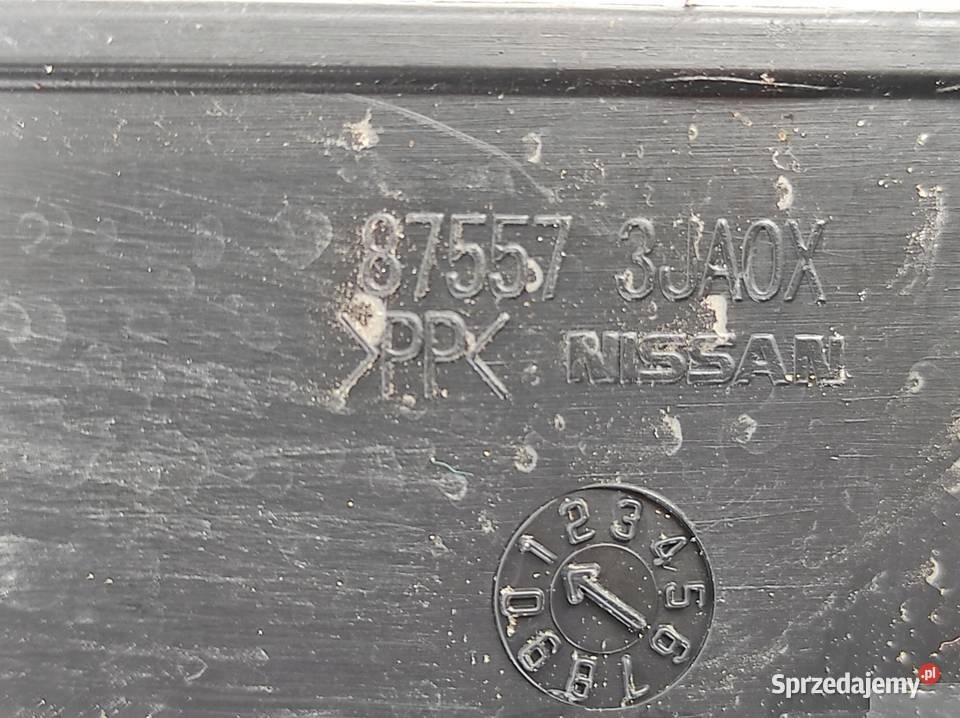 87557 3JA0X
>PP< NISSAN
0 1 2 3 4 5 6 7 8 9
Sprzedajemy.pl